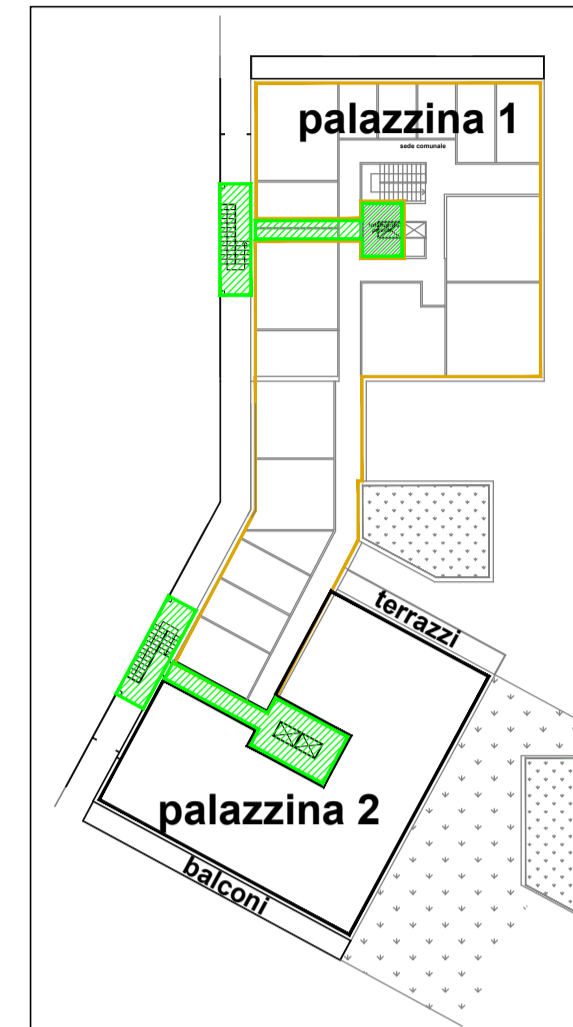 palazzina 1
sede comunale
terrazzi
palazzina 2
balconi